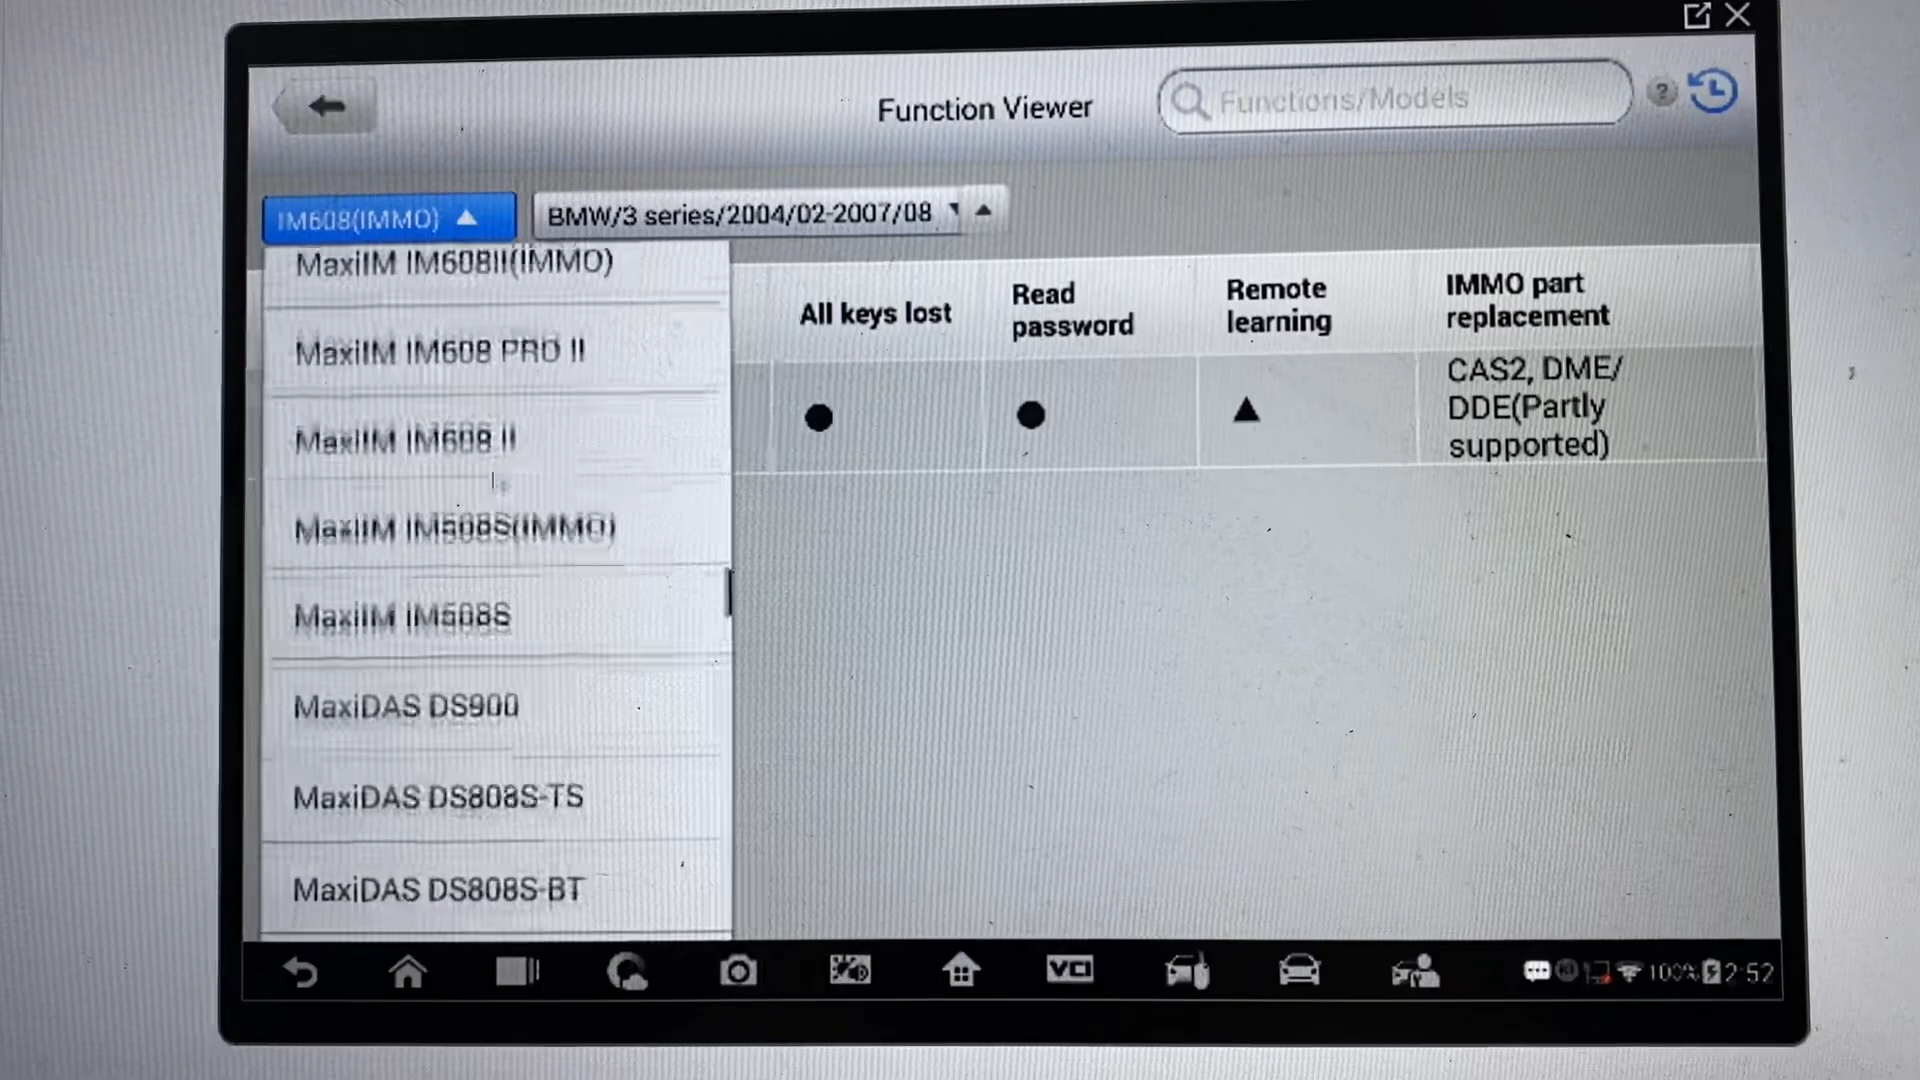 Function Viewer
Functions/Models
?
IM608(IMMO) ▲
BMW/3 series/2004/02-2007/08
MaxiIM IM608II(IMMO)
MaxiIM IM608 PRO II
MaxiIM IM608 II
MaxiIM IM508S(IMMO)
MaxiIM IM508S
MaxiDAS DS900
MaxiDAS DS808S-TS
MaxiDAS DS808S-BT
All keys lost
Read
password
Remote
learning
IMMO part
replacement
● ● ▲
CAS2, DME/
DDE(Partly
supported)
VCI
100% 2:52